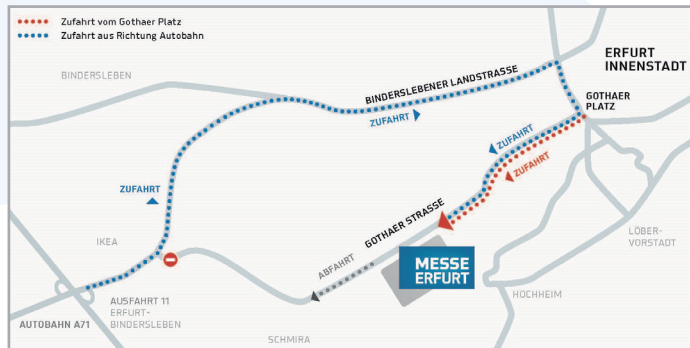 Zufahrt vom Gothaer Platz
Zufahrt aus Richtung Autobahn
BINDERSLEBEN
BINDERSLEBENER LANDSTRASSE
ERFURT
INNENSTADT
GOTHAER
PLATZ
ZUFAHRT
ZUFAHRT
ZUFAHRT
ZUFAHRT
LÖBER-
VORSTADT
IKEA
GOTHAER STRASSE
ABFAHRT
MESSE
ERFURT
HOCHHEIM
AUSFAHRT 11
ERFURT-
BINDERSLEBEN
AUTOBAHN A71
SCHMIRA